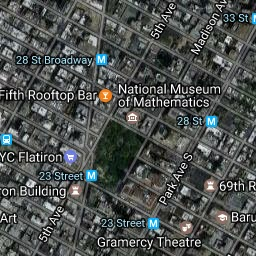 33 St
5th Ave
Madison Ave
28 St Broadway
Fifth Rooftop Bar
National Museum
of Mathematics
28 St
YC Flatiron
23 Street
ron Building
Park Ave S
69th R
Art
5th Ave
23 Street
Baru
Gramercy Theatre